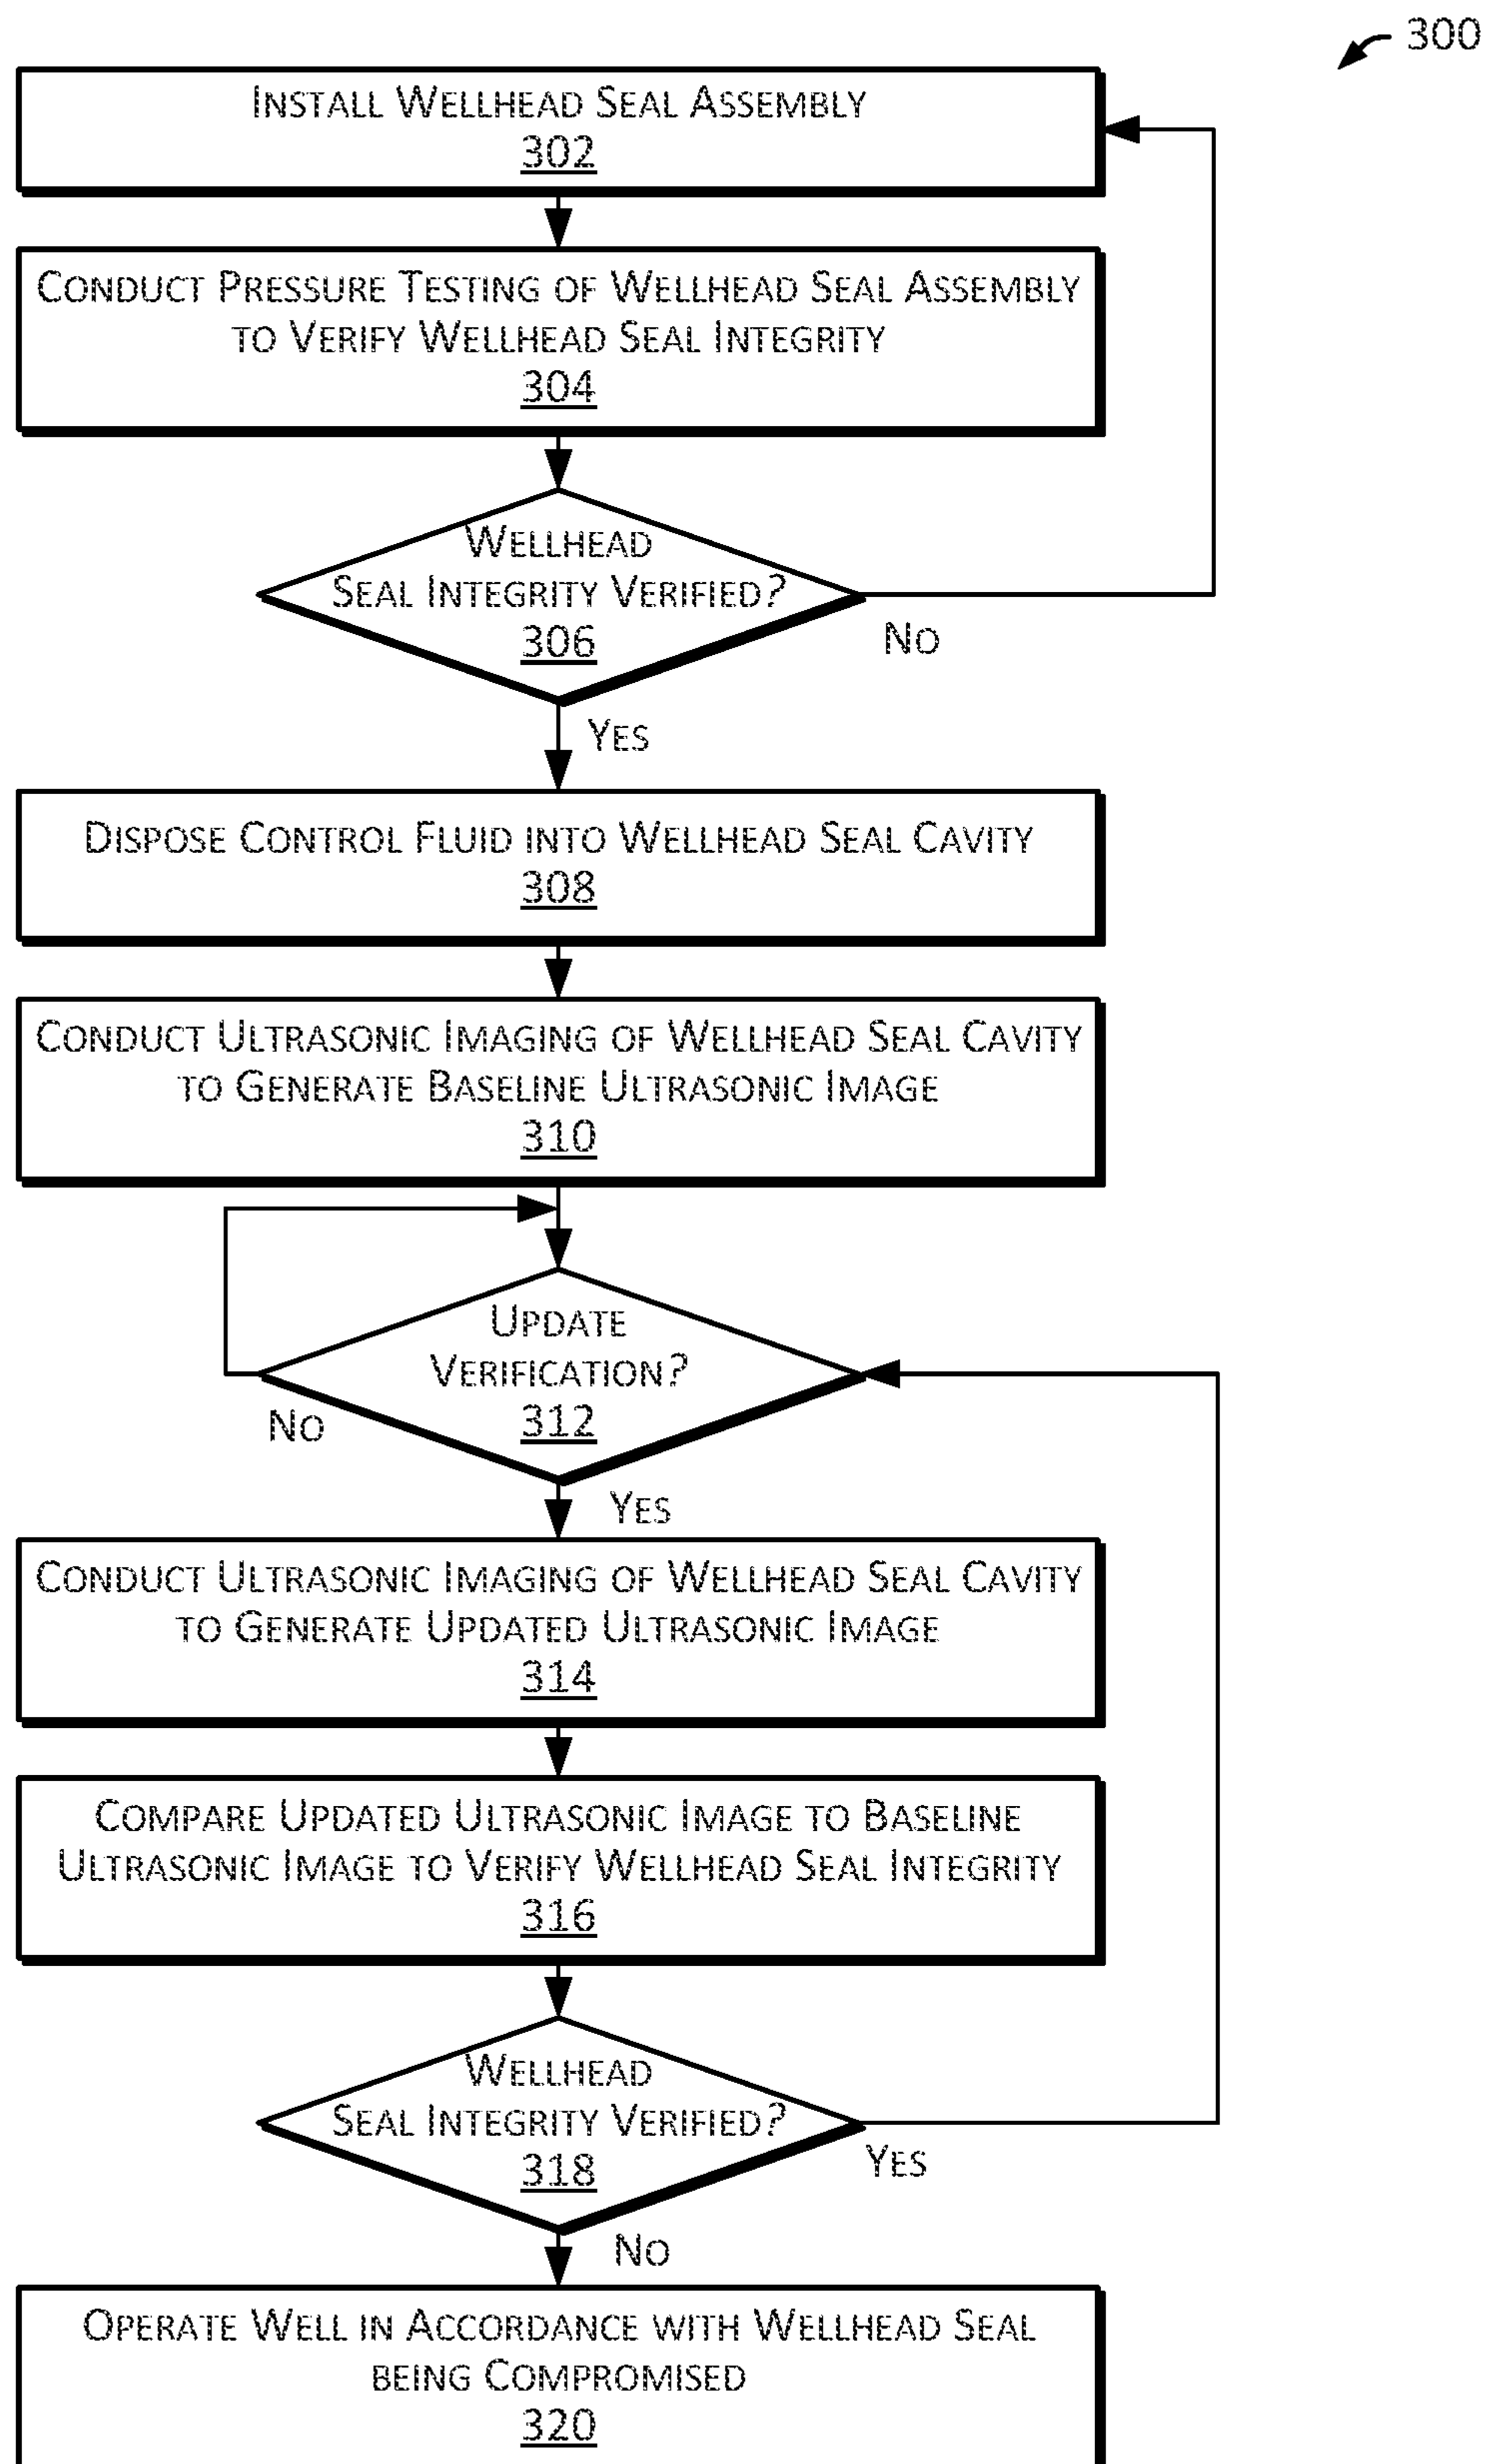 300
Install Wellhead Seal Assembly
302
Conduct Pressure Testing of Wellhead Seal Assembly
to Verify Wellhead Seal Integrity
304
Wellhead
Seal Integrity Verified?
306
No
Yes
Dispose Control Fluid into Wellhead Seal Cavity
308
Conduct Ultrasonic Imaging of Wellhead Seal Cavity
to Generate Baseline Ultrasonic Image
310
Update
Verification?
312
No
Yes
Conduct Ultrasonic Imaging of Wellhead Seal Cavity
to Generate Updated Ultrasonic Image
314
Compare Updated Ultrasonic Image to Baseline
Ultrasonic Image to Verify Wellhead Seal Integrity
316
Wellhead
Seal Integrity Verified?
318
Yes
No
Operate Well in Accordance with Wellhead Seal
being Compromised
320